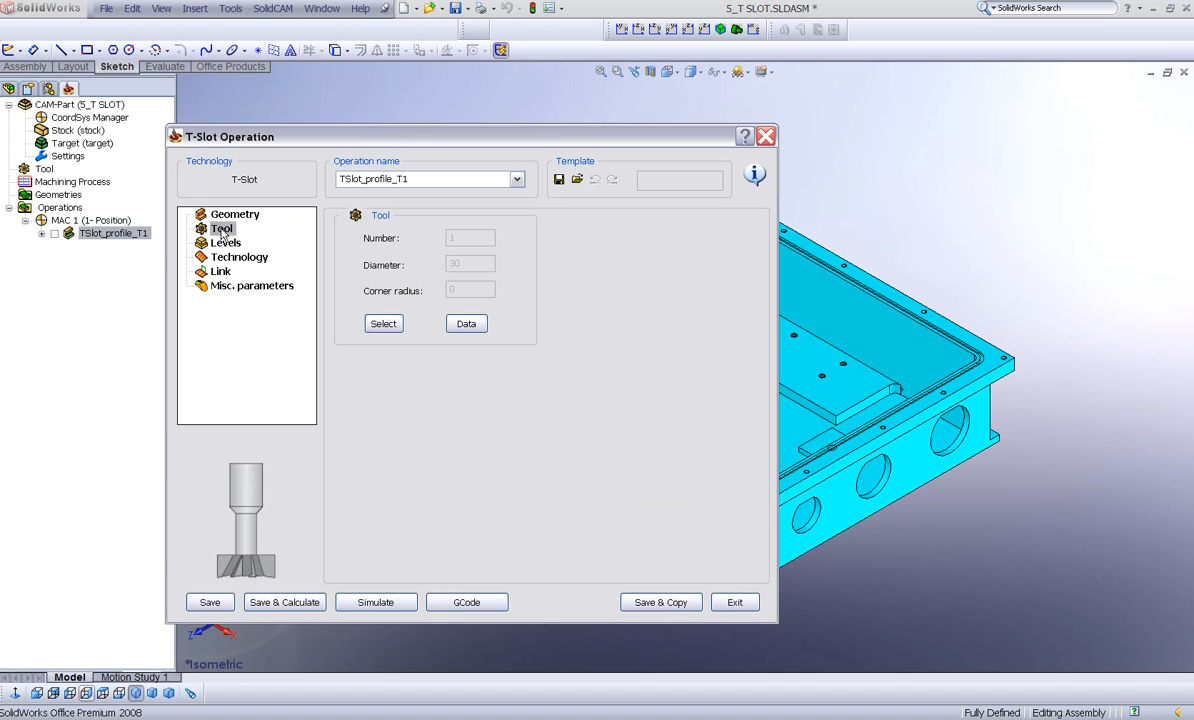 SolidWorks File Edit View Insert Tools SolidCAM Window Help 5_T SLOT.SLDASM * SolidWorks Search
Assembly Layout Sketch Evaluate Office Products
CAM-Part (5_T SLOT)
CoordSys Manager
Stock (stock)
Target (target)
Settings
Tool
Machining Process
Geometries
Operations
MAC 1 (1- Position)
TSlot_profile_T1
T-Slot Operation
Technology
T-Slot
Operation name
TSlot_profile_T1
Template
Geometry
Tool
Levels
Technology
Link
Misc. parameters
Tool
Number: 1
Diameter: 30
Corner radius: 0
Select Data
Save Save & Calculate Simulate GCode Save & Copy Exit
Z X
*Isometric
Model Motion Study 1
SolidWorks Office Premium 2008 Fully Defined Editing Assembly